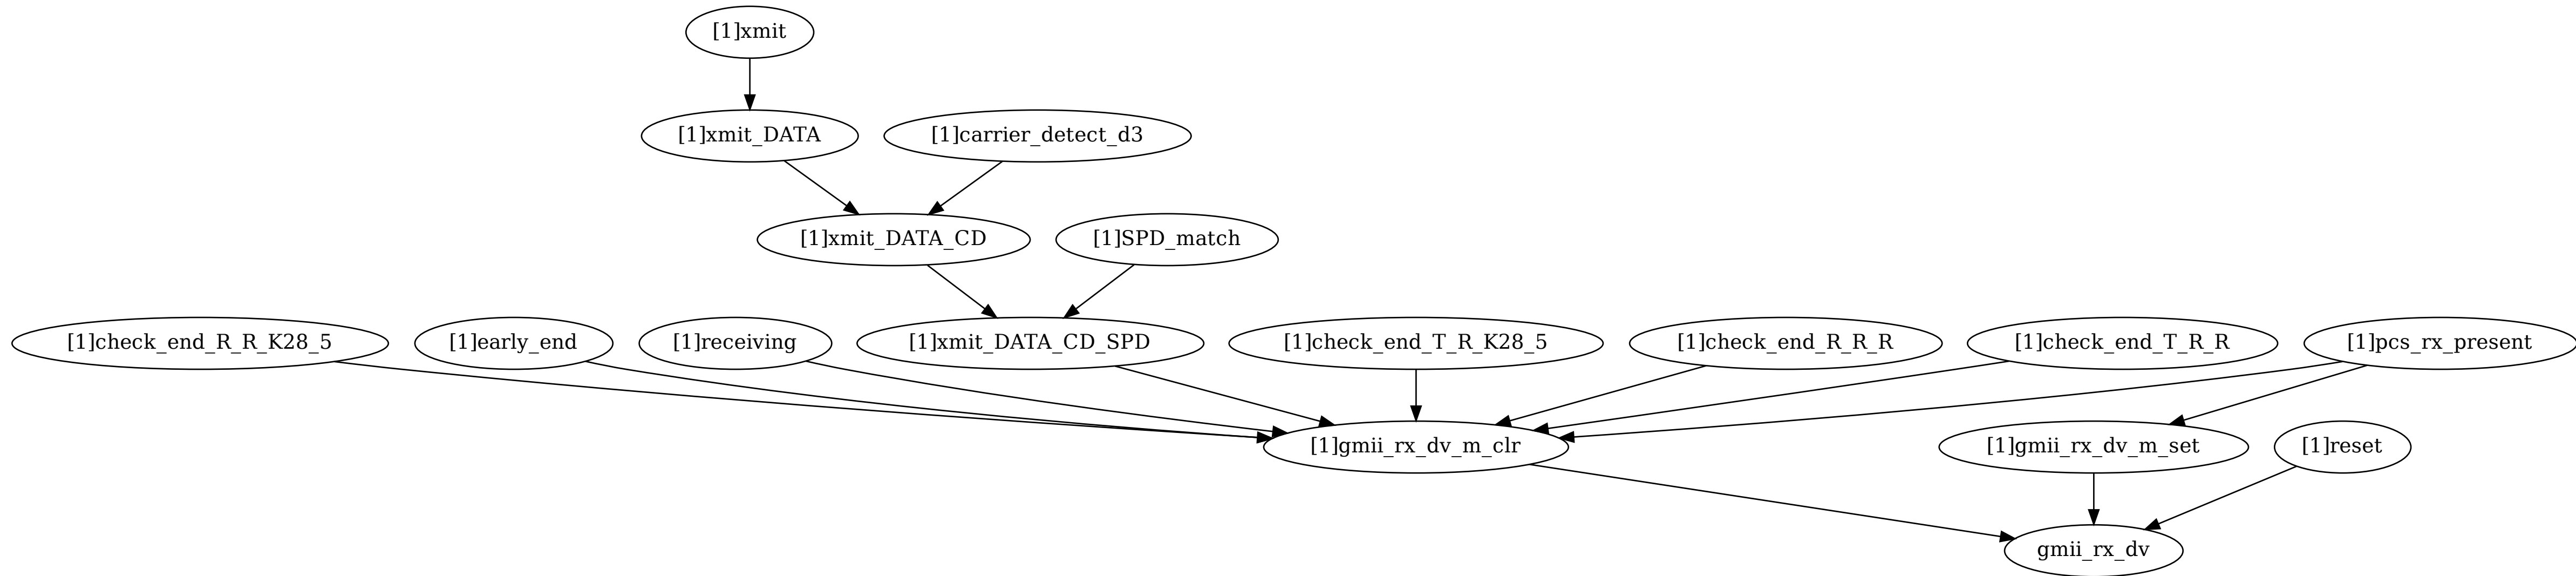 [1]xmit
[1]xmit_DATA
[1]carrier_detect_d3
[1]xmit_DATA_CD
[1]SPD_match
[1]check_end_R_R_K28_5
[1]early_end
[1]receiving
[1]xmit_DATA_CD_SPD
[1]check_end_T_R_K28_5
[1]check_end_R_R_R
[1]check_end_T_R_R
[1]pcs_rx_present
[1]gmii_rx_dv_m_clr
[1]gmii_rx_dv_m_set
[1]reset
gmii_rx_dv